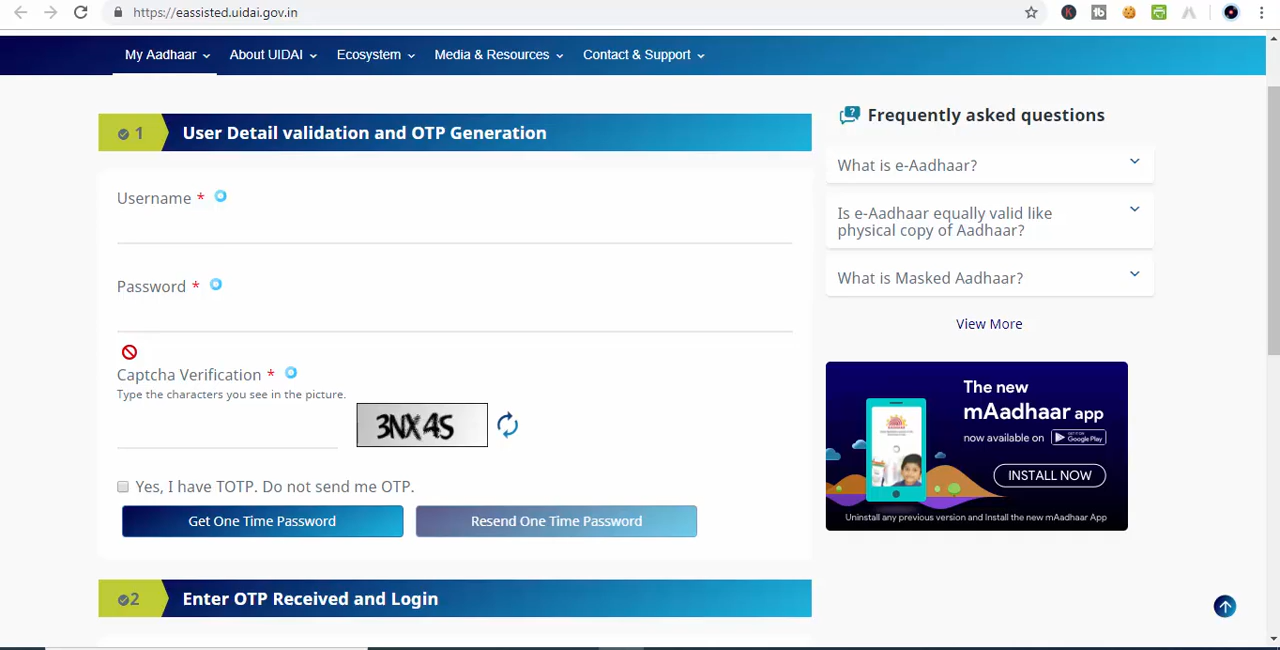 https://eassisted.uidai.gov.in
My Aadhaar About UIDAI Ecosystem Media & Resources Contact & Support
1 User Detail validation and OTP Generation
Username *
Password *
Captcha Verification *
Type the characters you see in the picture.
3NX4S
Yes, I have TOTP. Do not send me OTP.
Get One Time Password Resend One Time Password
2 Enter OTP Received and Login
Frequently asked questions
What is e-Aadhaar?
Is e-Aadhaar equally valid like
physical copy of Aadhaar?
What is Masked Aadhaar?
View More
The new
mAadhaar app
now available on GET IT ON Google Play
INSTALL NOW
Uninstall any previous version and Install the new mAadhaar App